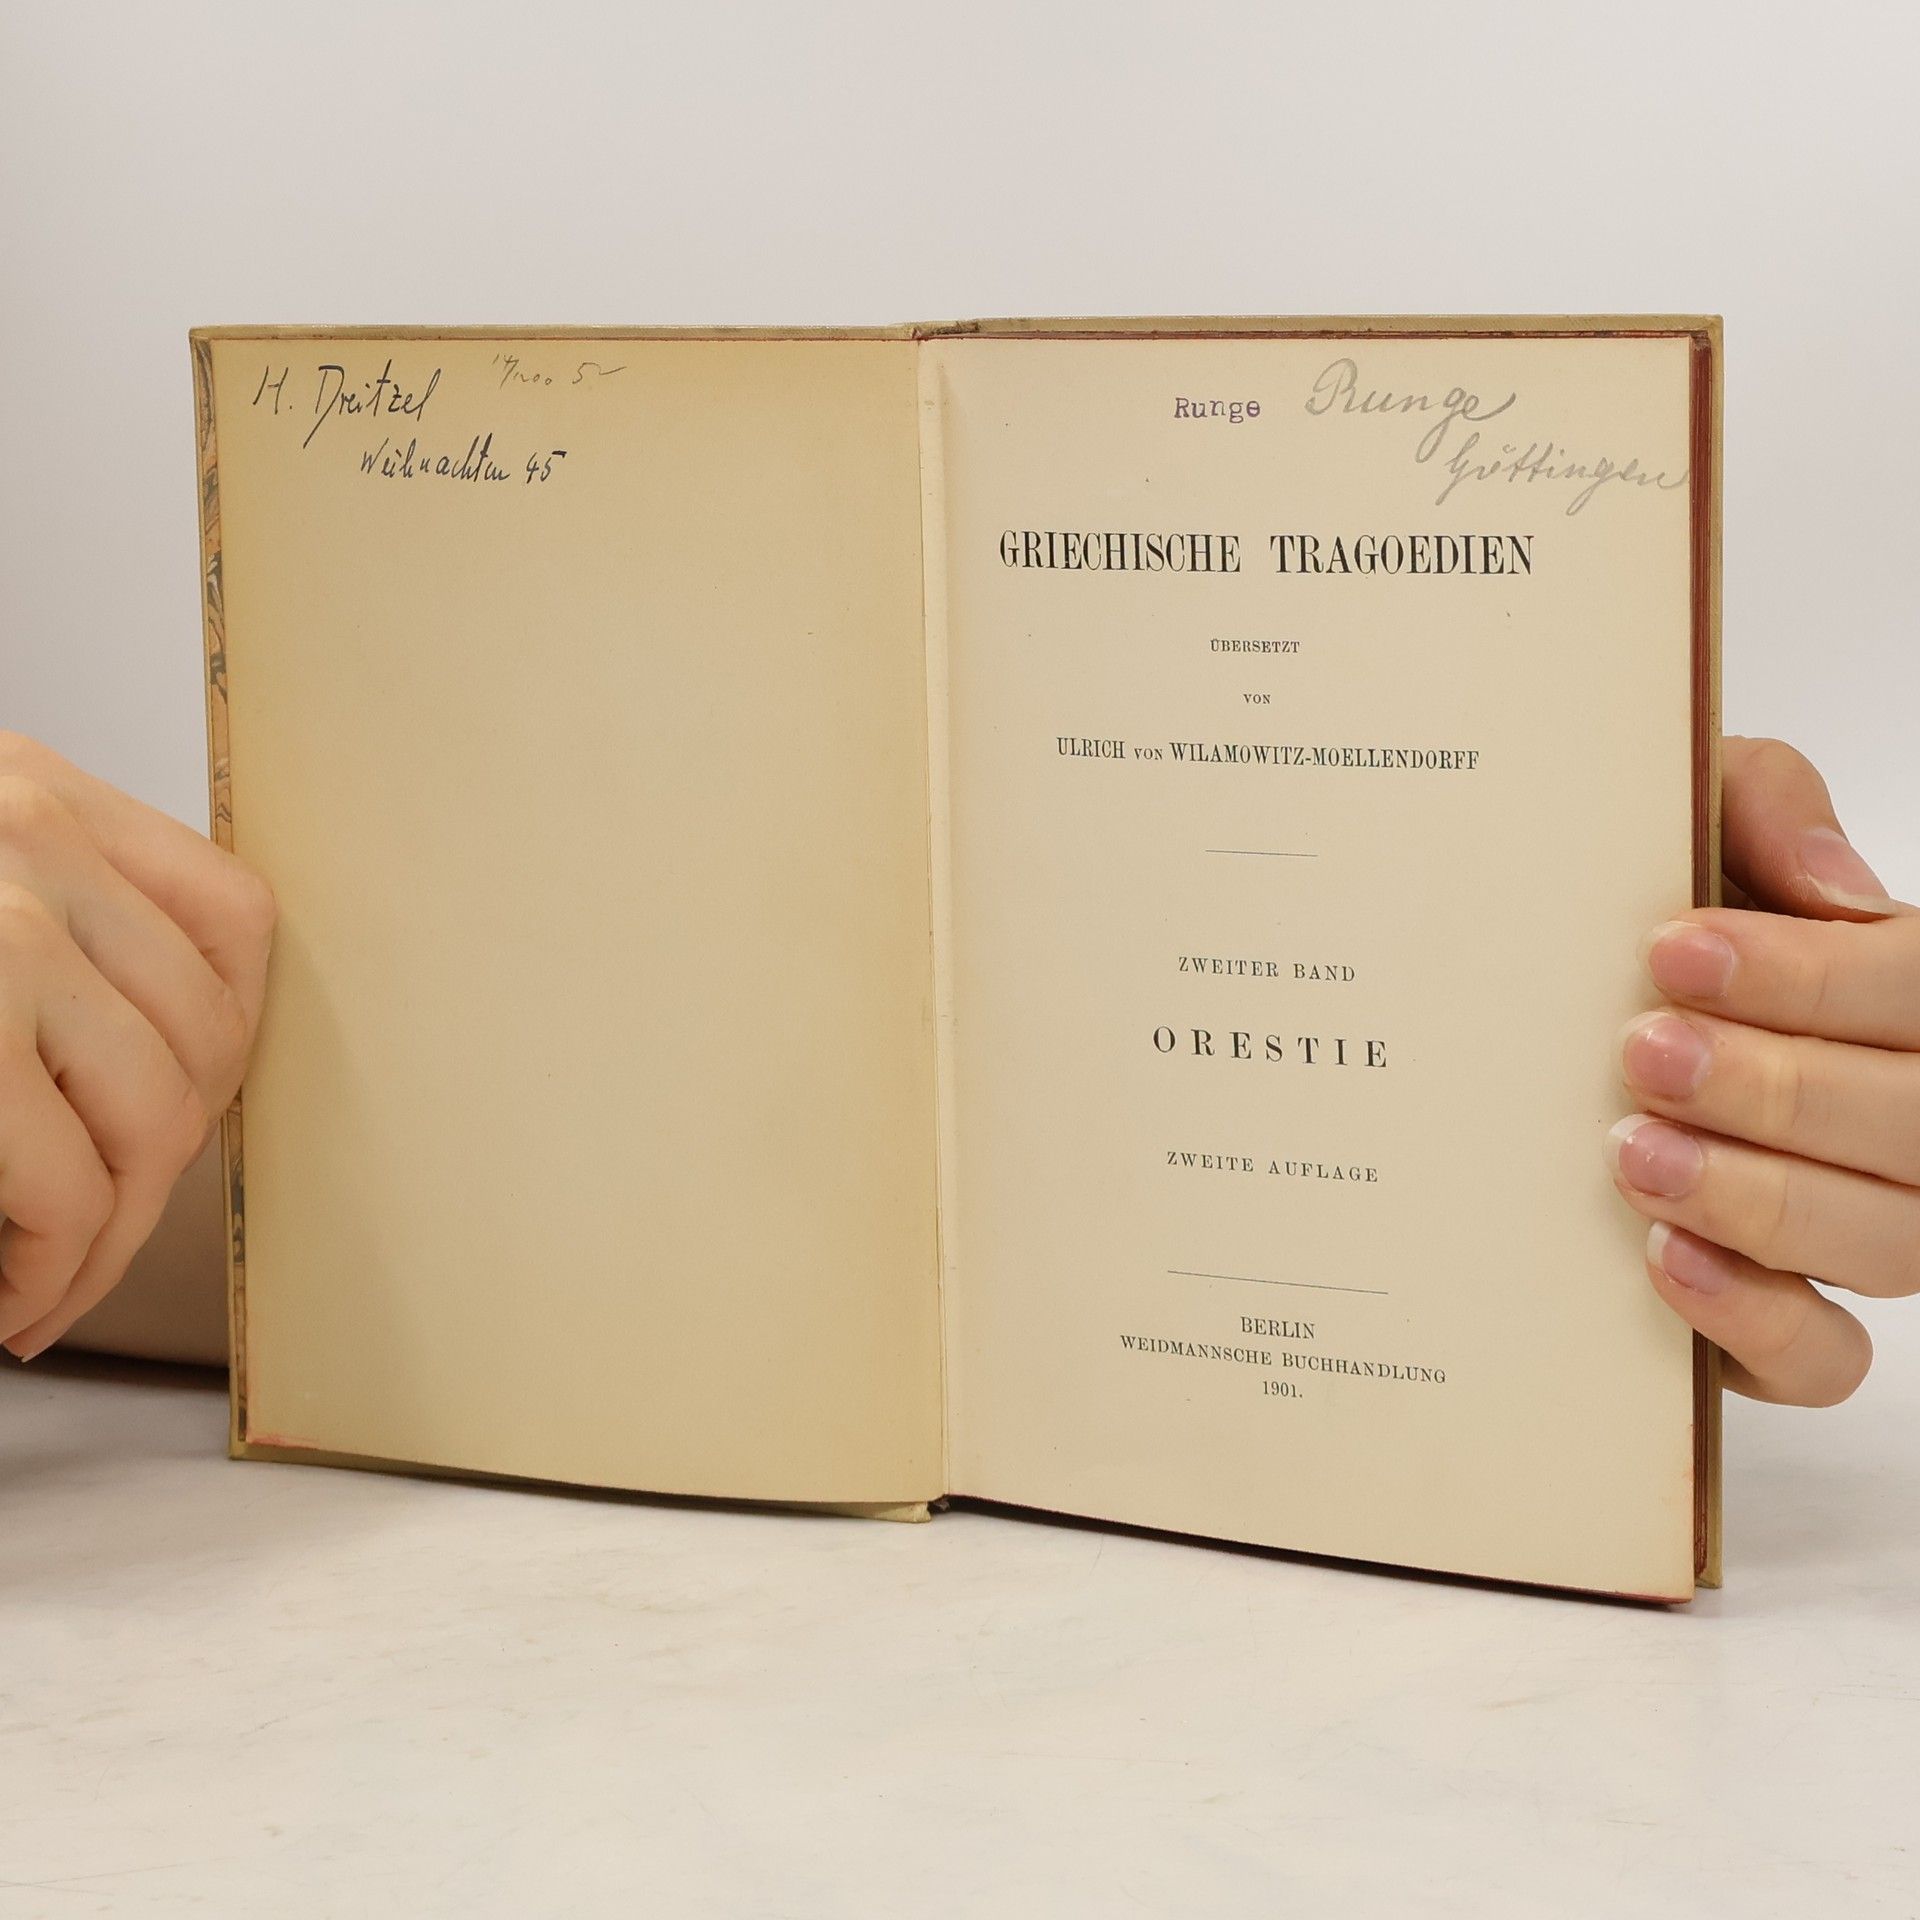 H. Dreitzel
Weihnachten 45
Runge Runge
Göttingen
GRIECHISCHE TRAGOEDIEN
ÜBERSETZT
VON
ULRICH VON WILAMOWITZ-MOELLENDORFF
ZWEITER BAND
ORESTIE
ZWEITE AUFLAGE
BERLIN
WEIDMANNSCHE BUCHHANDLUNG
1901.